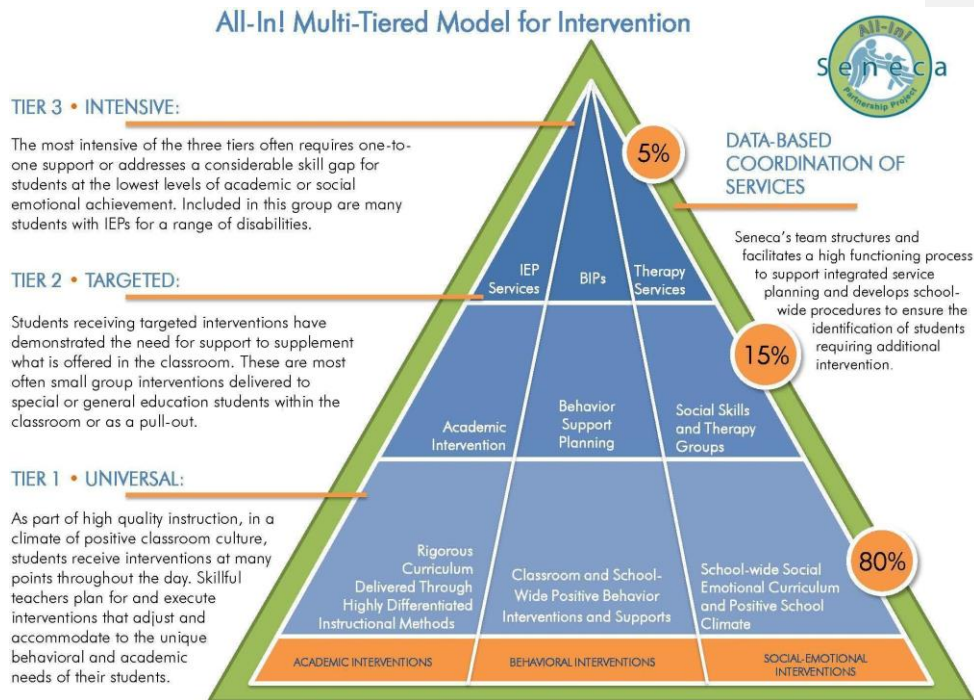 All-In! Multi-Tiered Model for Intervention
All-In!
Seneca
Partnership Project
TIER 3 • INTENSIVE:
The most intensive of the three tiers often requires one-to-
one support or addresses a considerable skill gap for
students at the lowest levels of academic or social
emotional achievement. Included in this group are many
students with IEPs for a range of disabilities.
TIER 2 • TARGETED:
Students receiving targeted interventions have
demonstrated the need for support to supplement
what is offered in the classroom. These are most
often small group interventions delivered to
special or general education students within the
classroom or as a pull-out.
TIER 1 • UNIVERSAL:
As part of high quality instruction, in a
climate of positive classroom culture,
students receive interventions at many
points throughout the day. Skillful
teachers plan for and execute
interventions that adjust and
accommodate to the unique
behavioral and academic
needs of their students.
5%
IEP
Services
BIPs
Therapy
Services
15%
Academic
Intervention
Behavior
Support
Planning
Social Skills
and Therapy
Groups
80%
Rigorous
Curriculum
Delivered Through
Highly Differentiated
Instructional Methods
Classroom and School-
Wide Positive Behavior
Interventions and Supports
School-wide Social
Emotional Curriculum
and Positive School
Climate
ACADEMIC INTERVENTIONS
BEHAVIORAL INTERVENTIONS
SOCIAL-EMOTIONAL
INTERVENTIONS
DATA-BASED
COORDINATION OF
SERVICES
Seneca's team structures and
facilitates a high functioning process
to support integrated service
planning and develops school-
wide procedures to ensure the
identification of students
requiring additional
intervention.